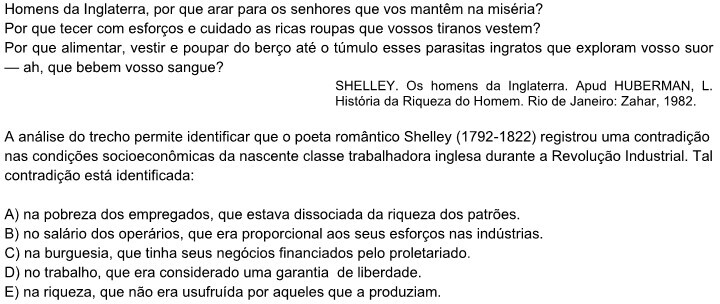 Homens da Inglaterra, por que arar para os senhores que vos mantêm na miséria?
Por que tecer com esforços e cuidado as ricas roupas que vossos tiranos vestem?
Por que alimentar, vestir e poupar do berço até o túmulo esses parasitas ingratos que exploram vosso suor
— ah, que bebem vosso sangue?
SHELLEY. Os homens da Inglaterra. Apud HUBERMAN, L.
História da Riqueza do Homem. Rio de Janeiro: Zahar, 1982.
A análise do trecho permite identificar que o poeta romântico Shelley (1792-1822) registrou uma contradição
nas condições socioeconômicas da nascente classe trabalhadora inglesa durante a Revolução Industrial. Tal
contradição está identificada:
A) na pobreza dos empregados, que estava dissociada da riqueza dos patrões.
B) no salário dos operários, que era proporcional aos seus esforços nas indústrias.
C) na burguesia, que tinha seus negócios financiados pelo proletariado.
D) no trabalho, que era considerado uma garantia de liberdade.
E) na riqueza, que não era usufruída por aqueles que a produziam.